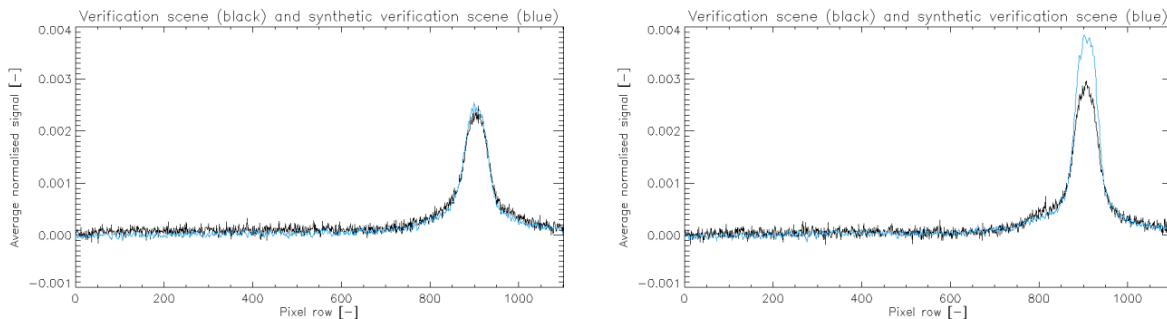 Verification scene (black) and synthetic verification scene (blue)
0.004
0.003
0.002
0.001
0.000
−0.001
Average normalised signal [−]
0 200 400 600 800 1000
Pixel row [−]
Verification scene (black) and synthetic verification scene (blue)
0.004
0.003
0.002
0.001
0.000
−0.001
Average normalised signal [−]
0 200 400 600 800 1000
Pixel row [−]